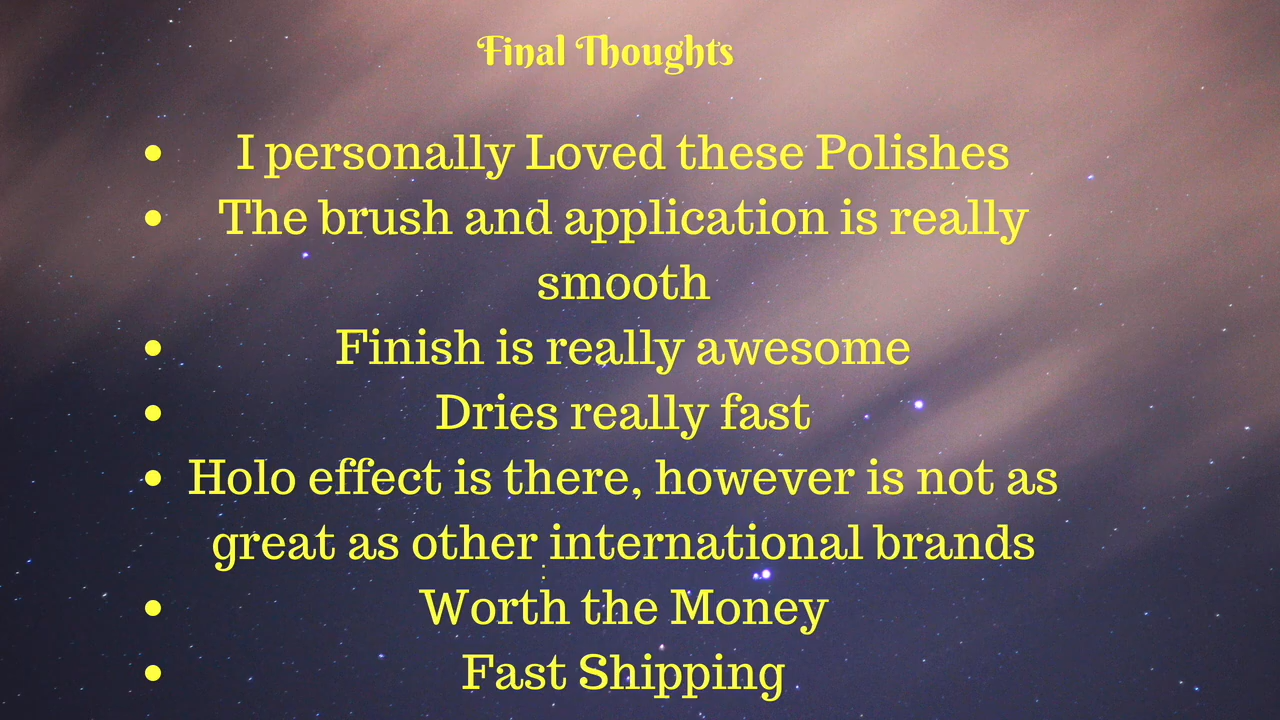 Final Thoughts
• I personally Loved these Polishes
• The brush and application is really
smooth
• Finish is really awesome
• Dries really fast
• Holo effect is there, however is not as
great as other international brands
• Worth the Money
• Fast Shipping